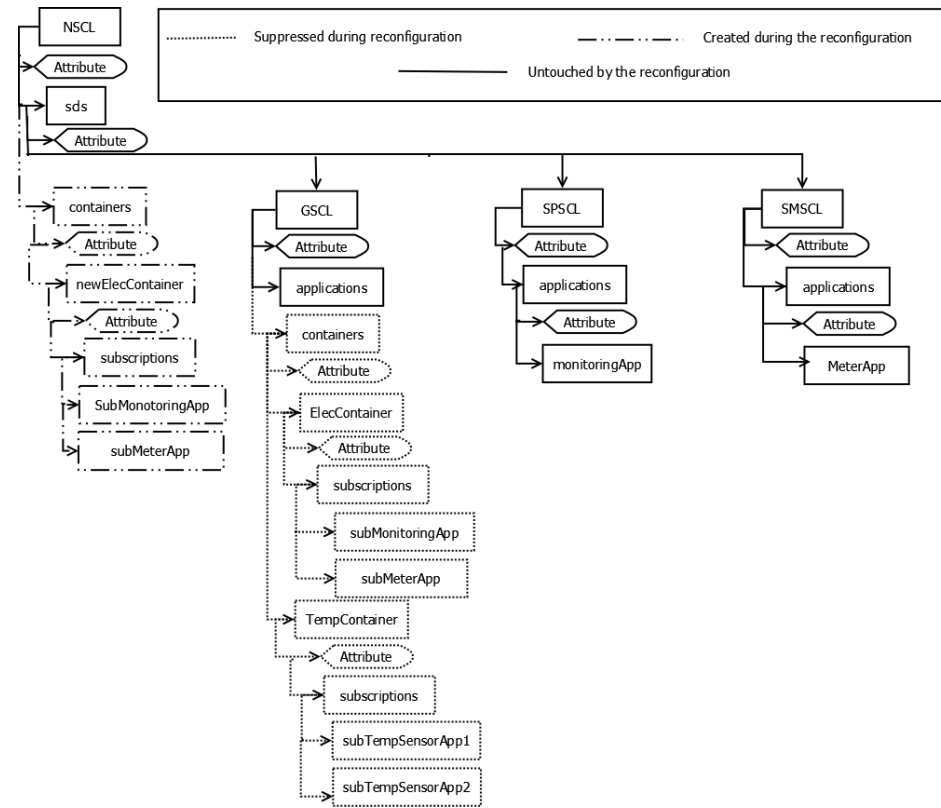 NSCL
Suppressed during reconfiguration
Created during the reconfiguration
Untouched by the reconfiguration
Attribute
sds
Attribute
containers
Attribute
newElecContainer
Attribute
subscriptions
SubMonotoringApp
subMeterApp
GSCL
Attribute
applications
containers
Attribute
ElecContainer
Attribute
subscriptions
subMonitoringApp
subMeterApp
TempContainer
Attribute
subscriptions
subTempSensorApp1
subTempSensorApp2
SPSCL
Attribute
applications
Attribute
monitoringApp
SMSCL
Attribute
applications
Attribute
MeterApp